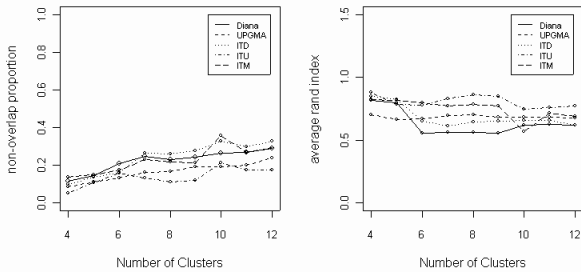 non-overlap proportion
1.0
0.8
0.6
0.4
0.2
0.0
Diana
UPGMA
ITD
ITU
ITM
4 6 8 10 12
Number of Clusters
average rand index
1.5
1.0
0.5
0.0
Diana
UPGMA
ITD
ITU
ITM
4 6 8 10 12
Number of Clusters